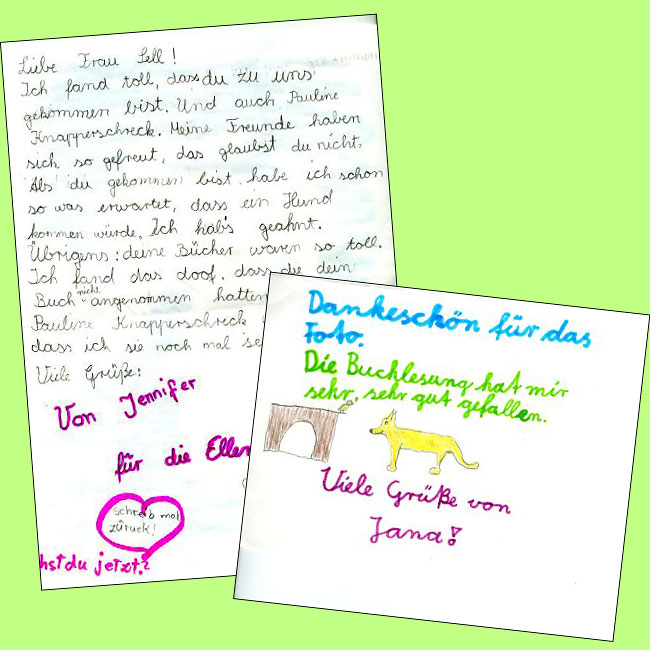 Liebe Frau Sell!
Ich fand toll, dass du zu uns
gekommen bist. Und auch Pauline
Knapperschreck. Meine Freunde haben
sich so gefreut, das glaubst du nicht.
Als du gekommen bist habe ich schon
so was erwartet, dass ein Hund
kommen würde. Ich hab's geahnt.
Übrigens: deine Bücher waren so toll.
Ich fand das doof, dass die dein
Buch nicht angenommen hatten
Pauline Knapperschreck
dass ich sie noch mal se
Viele Grüße:
Von Jennifer
für die Ellen
schreib mal
zurück!
hst du jetzt?
Dankeschön für das
Foto.
Die Buchlesung hat mir
sehr, sehr gut gefallen.
Viele Grüße von
Jana!